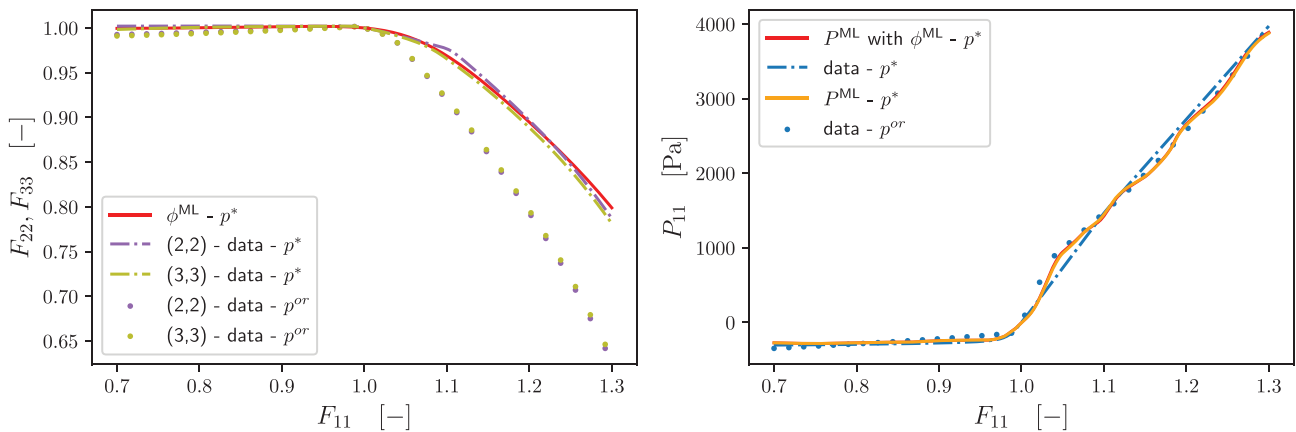 F₂₂, F₃₃ [−]
1.00
0.95
0.90
0.85
0.80
0.75
0.70
0.65
ϕᴹᴸ - p*
(2,2) - data - p*
(3,3) - data - p*
(2,2) - data - pᵒʳ
(3,3) - data - pᵒʳ
0.7 0.8 0.9 1.0 1.1 1.2 1.3
F₁₁ [−]
P₁₁ [Pa]
4000
3000
2000
1000
0
Pᴹᴸ with ϕᴹᴸ - p*
data - p*
Pᴹᴸ - p*
data - pᵒʳ
0.7 0.8 0.9 1.0 1.1 1.2 1.3
F₁₁ [−]